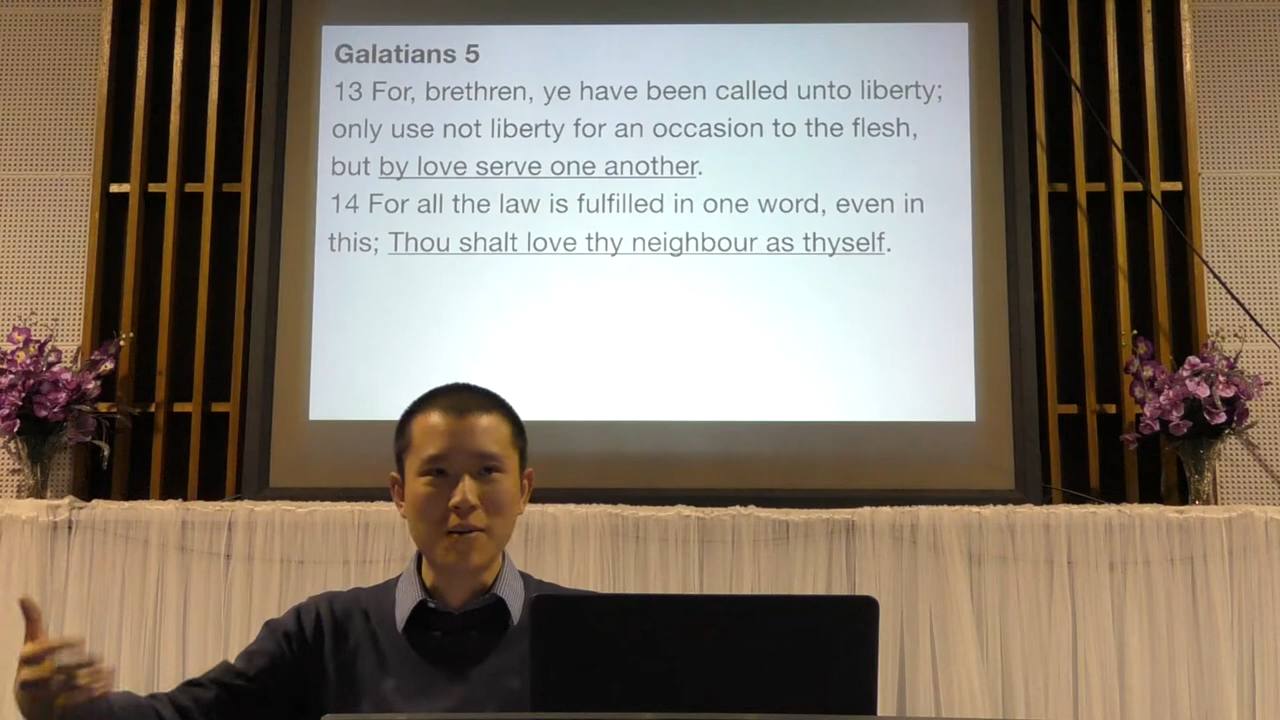 Galatians 5
13 For, brethren, ye have been called unto liberty;
only use not liberty for an occasion to the flesh,
but by love serve one another.
14 For all the law is fulfilled in one word, even in
this; Thou shalt love thy neighbour as thyself.